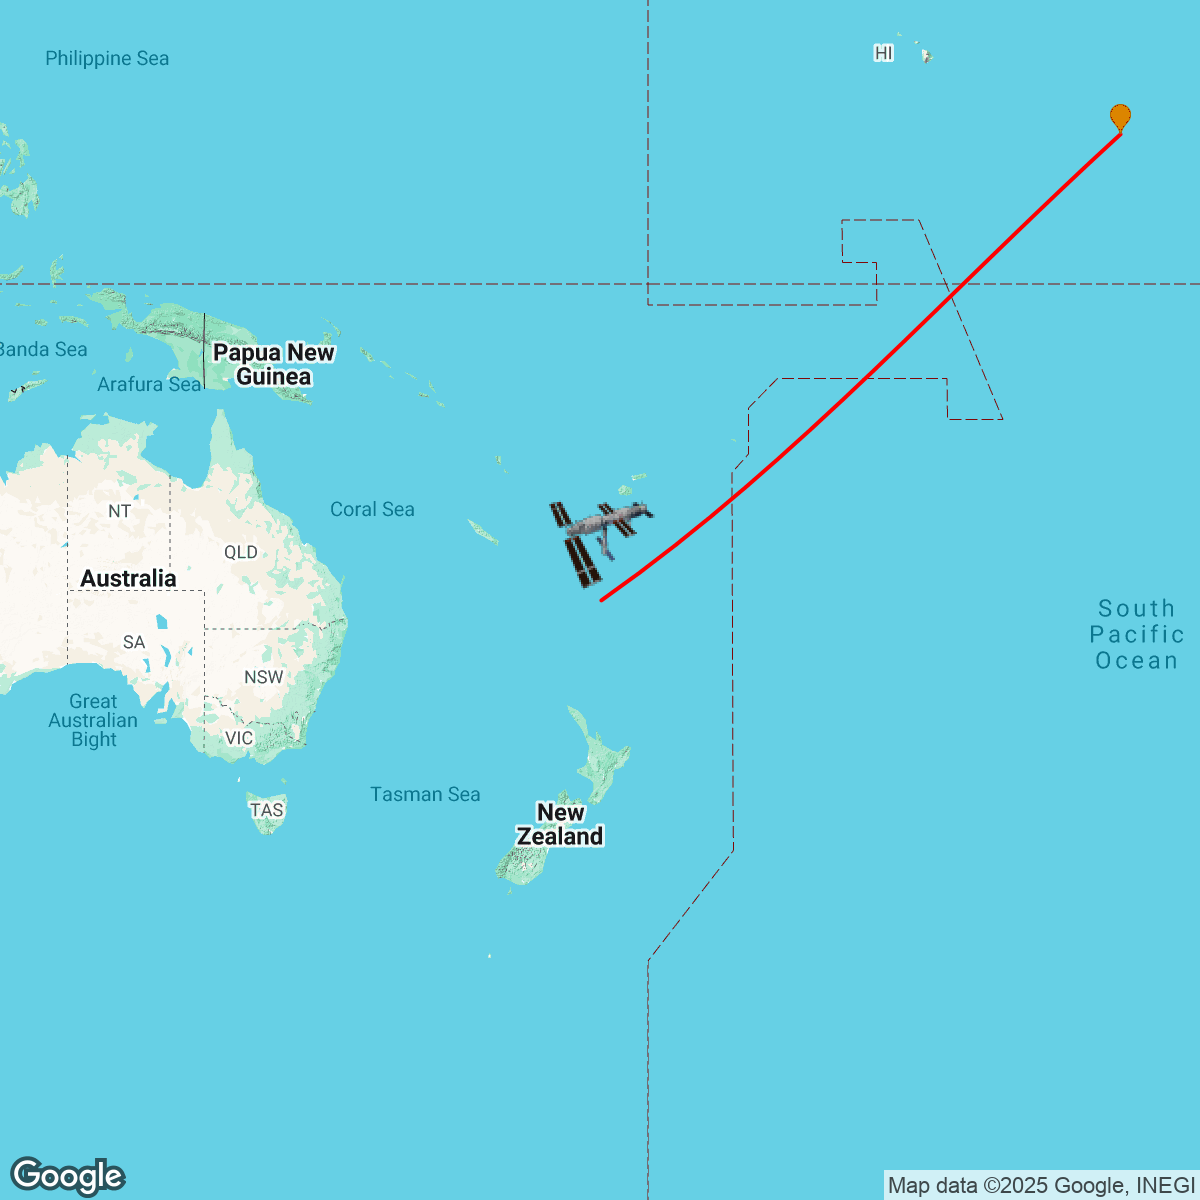 Philippine Sea
HI
Banda Sea
Papua New
Guinea
Arafura Sea
NT
Coral Sea
QLD
Australia
SA
NSW
Great
Australian
Bight
VIC
TAS
Tasman Sea
New
Zealand
South
Pacific
Ocean
Google
Map data ©2025 Google, INEGI